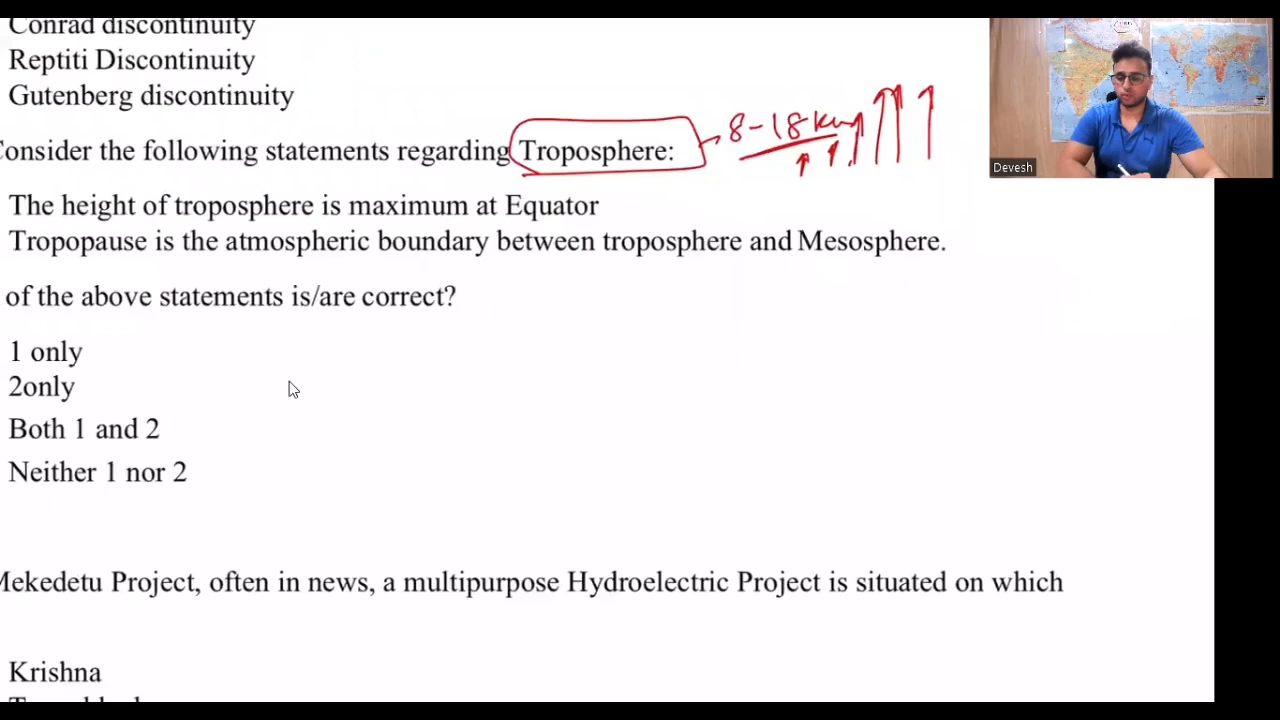 Conrad discontinuity
Reptiti Discontinuity
Gutenberg discontinuity
Consider the following statements regarding Troposphere: 8-18 km
Devesh
The height of troposphere is maximum at Equator
Tropopause is the atmospheric boundary between troposphere and Mesosphere.
of the above statements is/are correct?
1 only
2only
Both 1 and 2
Neither 1 nor 2
Mekedetu Project, often in news, a multipurpose Hydroelectric Project is situated on which
Krishna